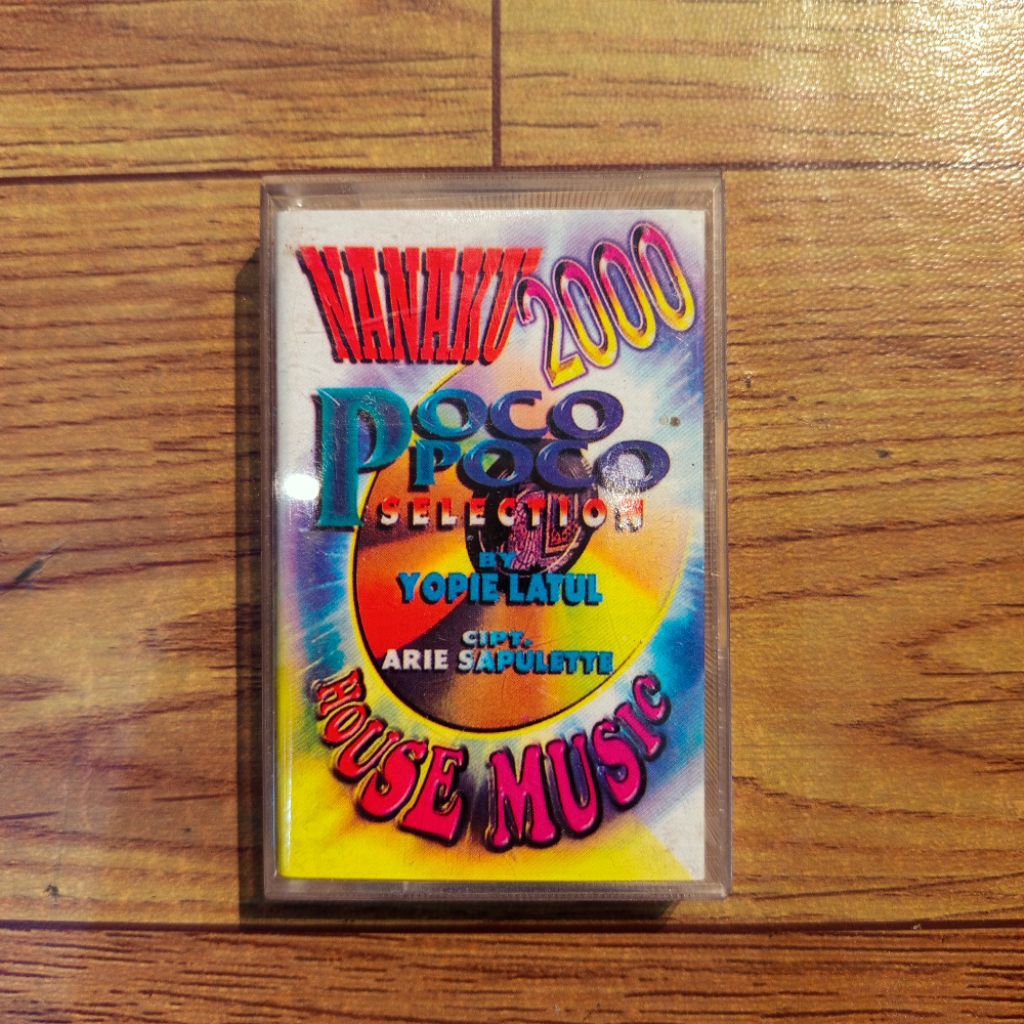 NANAKU 2000
POCO
POCO
SELECTION
BY
YOPIE LATUL
CIPT.
ARIE SAPULETTE
HOUSE MUSIC